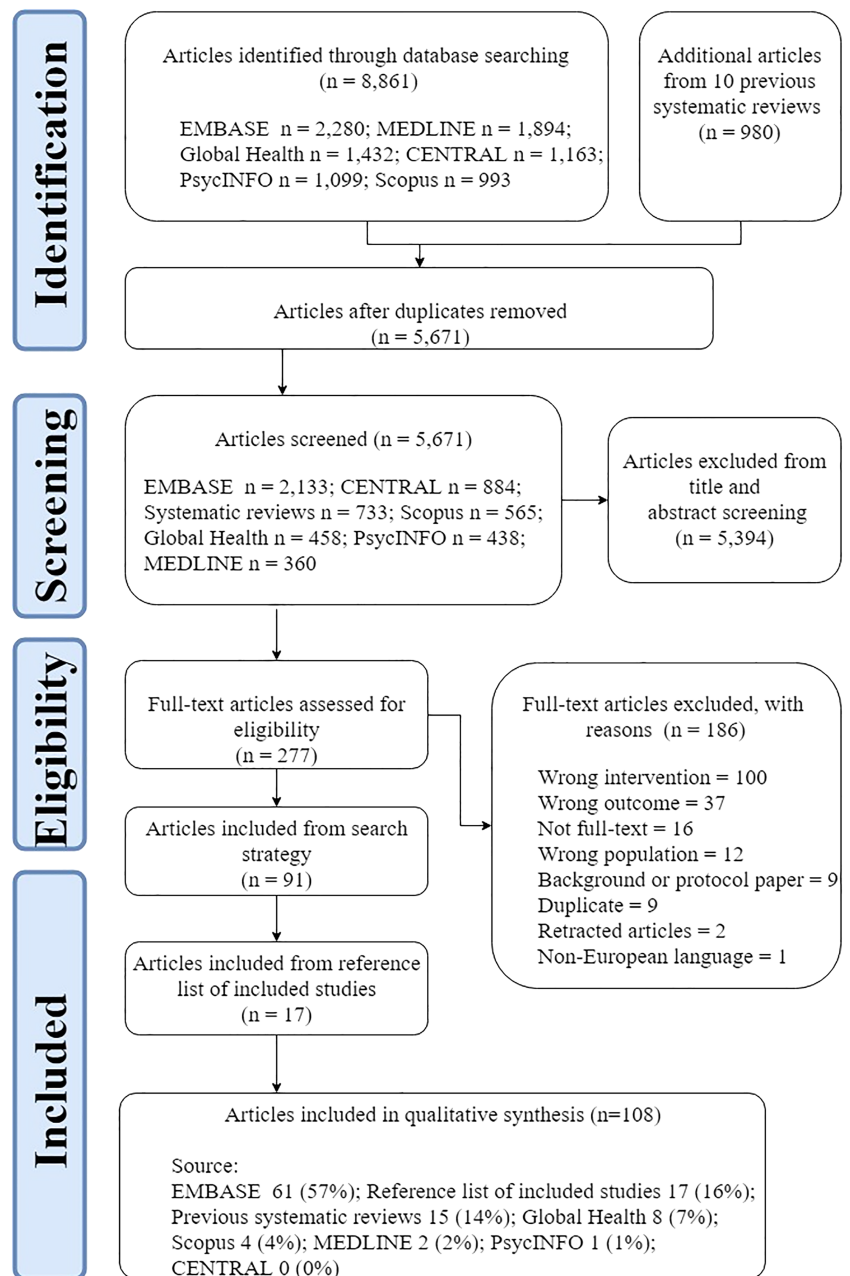 Identification
Articles identified through database searching
(n = 8,861)
EMBASE n = 2,280; MEDLINE n = 1,894;
Global Health n = 1,432; CENTRAL n = 1,163;
PsycINFO n = 1,099; Scopus n = 993
Additional articles
from 10 previous
systematic reviews
(n = 980)
Articles after duplicates removed
(n = 5,671)
Screening
Articles screened (n = 5,671)
EMBASE n = 2,133; CENTRAL n = 884;
Systematic reviews n = 733; Scopus n = 565;
Global Health n = 458; PsycINFO n = 438;
MEDLINE n = 360
Articles excluded from
title and
abstract screening
(n = 5,394)
Eligibility
Full-text articles assessed for
eligibility
(n = 277)
Full-text articles excluded, with
reasons (n = 186)
Wrong intervention = 100
Wrong outcome = 37
Not full-text = 16
Wrong population = 12
Background or protocol paper = 9
Duplicate = 9
Retracted articles = 2
Non-European language = 1
Articles included from search
strategy
(n = 91)
Included
Articles included from reference
list of included studies
(n = 17)
Articles included in qualitative synthesis (n=108)
Source:
EMBASE 61 (57%); Reference list of included studies 17 (16%);
Previous systematic reviews 15 (14%); Global Health 8 (7%);
Scopus 4 (4%); MEDLINE 2 (2%); PsycINFO 1 (1%);
CENTRAL 0 (0%)